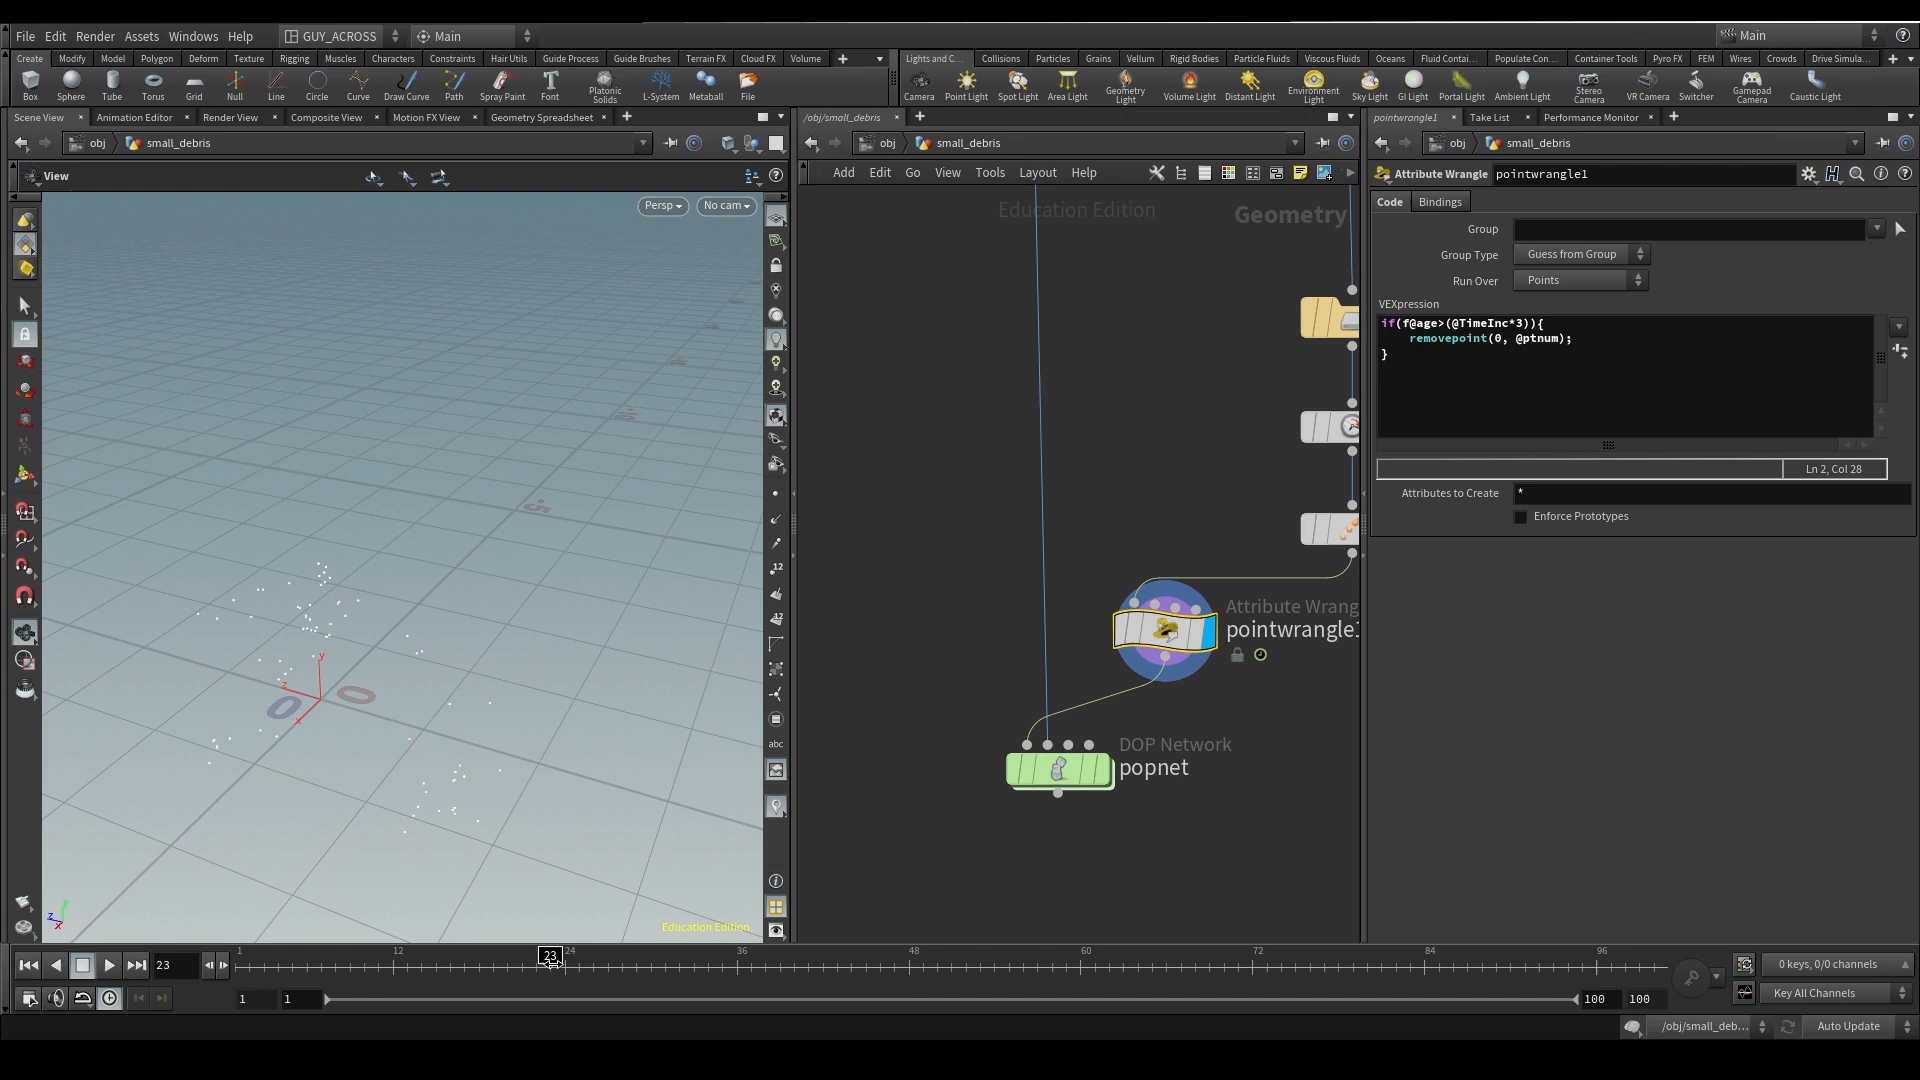 File Edit Render Assets Windows Help GUY_ACROSS Main Main
Create Modify Model Polygon Deform Texture Rigging Muscles Characters Constraints Hair Utils Guide Process Guide Brushes Terrain FX Cloud FX Volume
Lights and C... Collisions Particles Grains Vellum Rigid Bodies Particle Fluids Viscous Fluids Oceans Fluid Contai... Populate Con... Container Tools Pyro FX FEM Wires Crowds Drive Simula...
Box Sphere Tube Torus Grid Null Line Circle Curve Draw Curve Path Spray Paint Font Platonic Solids L-System Metaball File
Camera Point Light Spot Light Area Light Geometry Light Volume Light Distant Light Environment Light Sky Light GI Light Portal Light Ambient Light Stereo Camera VR Camera Switcher Gamepad Camera Caustic Light
Scene View Animation Editor Render View Composite View Motion FX View Geometry Spreadsheet
/obj/small_debris
pointwrangle1 Take List Performance Monitor
obj small_debris
obj small_debris
obj small_debris
View
Persp No cam
y
z
x
0 0
z x
12
12
abc
Education Edition
Add Edit Go View Tools Layout Help
Education Edition Geometry
Attribute Wrang
pointwrangle1
DOP Network
popnet
Attribute Wrangle pointwrangle1
Code Bindings
Group
Group Type Guess from Group
Run Over Points
VEXpression
if(f@age>(@TimeInc*3)){
removepoint(0, @ptnum);
}
Ln 2, Col 28
Attributes to Create *
Enforce Prototypes
1 12 23 24 36 48 60 72 84 96
23
0 keys, 0/0 channels
1 1 100 100
Key All Channels
/obj/small_deb... Auto Update